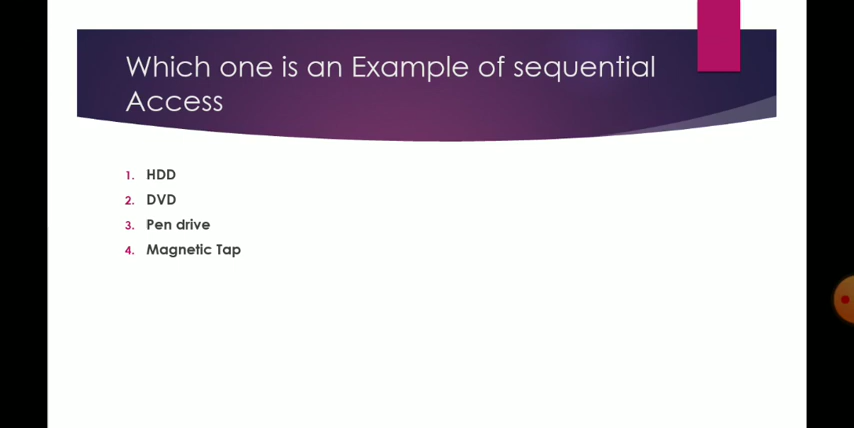 Which one is an Example of sequential
Access
1. HDD
2. DVD
3. Pen drive
4. Magnetic Tap